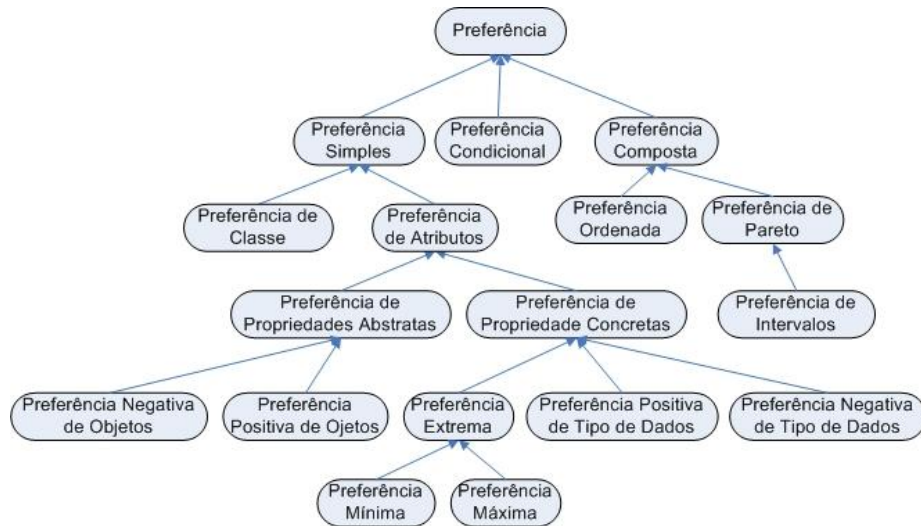 Preferência
Preferência
Simples
Preferência
Condicional
Preferência
Composta
Preferência de
Classe
Preferência
de Atributos
Preferência
Ordenada
Preferência de
Pareto
Preferência de
Propriedades Abstratas
Preferência de
Propriedade Concretas
Preferência de
Intervalos
Preferência Negativa
de Objetos
Preferência
Positiva de Ojetos
Preferência
Extrema
Preferência Positiva
de Tipo de Dados
Preferência Negativa
de Tipo de Dados
Preferência
Mínima
Preferência
Máxima